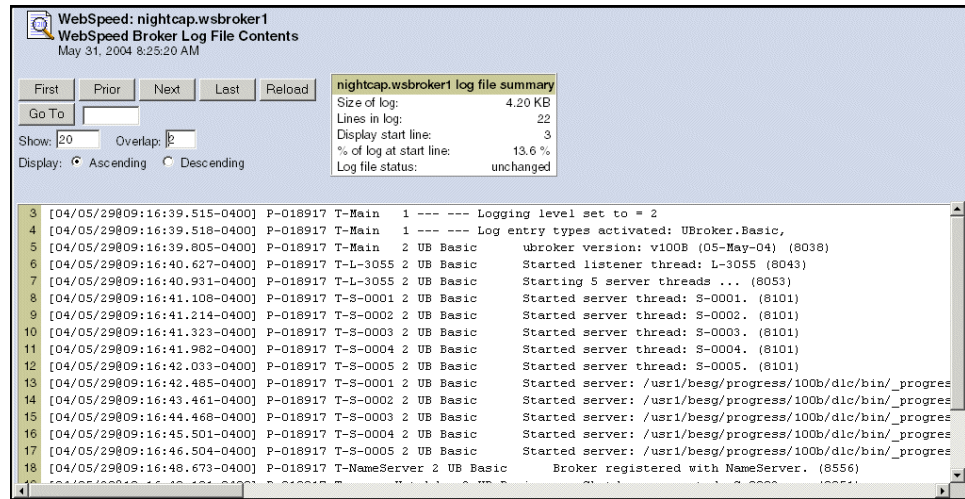 WebSpeed: nightcap.wsbroker1
WebSpeed Broker Log File Contents
May 31, 2004 8:25:20 AM
First Prior Next Last Reload
Go To
Show: 20 Overlap: 2
Display: Ascending Descending
nightcap.wsbroker1 log file summary
Size of log: 4.20 KB
Lines in log: 22
Display start line: 3
% of log at start line: 13.6 %
Log file status: unchanged
3 [04/05/29@09:16:39.515-0400] P-018917 T-Main 1 --- --- Logging level set to = 2
4 [04/05/29@09:16:39.518-0400] P-018917 T-Main 1 --- --- Log entry types activated: UBroker.Basic,
5 [04/05/29@09:16:39.805-0400] P-018917 T-Main 2 UB Basic ubroker version: v100B (05-May-04) (8038)
6 [04/05/29@09:16:40.627-0400] P-018917 T-L-3055 2 UB Basic Started listener thread: L-3055 (8043)
7 [04/05/29@09:16:40.931-0400] P-018917 T-L-3055 2 UB Basic Starting 5 server threads ... (8053)
8 [04/05/29@09:16:41.108-0400] P-018917 T-S-0001 2 UB Basic Started server thread: S-0001. (8101)
9 [04/05/29@09:16:41.214-0400] P-018917 T-S-0002 2 UB Basic Started server thread: S-0002. (8101)
10 [04/05/29@09:16:41.323-0400] P-018917 T-S-0003 2 UB Basic Started server thread: S-0003. (8101)
11 [04/05/29@09:16:41.982-0400] P-018917 T-S-0004 2 UB Basic Started server thread: S-0004. (8101)
12 [04/05/29@09:16:42.033-0400] P-018917 T-S-0005 2 UB Basic Started server thread: S-0005. (8101)
13 [04/05/29@09:16:42.485-0400] P-018917 T-S-0001 2 UB Basic Started server: /usr1/besg/progress/100b/dlc/bin/_progres
14 [04/05/29@09:16:43.461-0400] P-018917 T-S-0002 2 UB Basic Started server: /usr1/besg/progress/100b/dlc/bin/_progres
15 [04/05/29@09:16:44.468-0400] P-018917 T-S-0003 2 UB Basic Started server: /usr1/besg/progress/100b/dlc/bin/_progres
16 [04/05/29@09:16:45.501-0400] P-018917 T-S-0004 2 UB Basic Started server: /usr1/besg/progress/100b/dlc/bin/_progres
17 [04/05/29@09:16:46.504-0400] P-018917 T-S-0005 2 UB Basic Started server: /usr1/besg/progress/100b/dlc/bin/_progres
18 [04/05/29@09:16:48.673-0400] P-018917 T-NameServer 2 UB Basic Broker registered with NameServer. (8556)